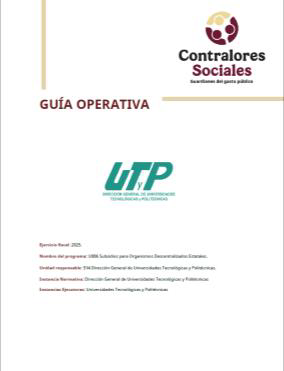 Contralores
Sociales
Guardianes del gasto público
GUÍA OPERATIVA
UTyP
DIRECCIÓN GENERAL DE UNIVERSIDADES
TECNOLÓGICAS y POLITÉCNICAS
Ejercicio fiscal: 2025.
Nombre del programa: U006 Subsidios para Organismos Descentralizados Estatales.
Unidad responsable: 514 Dirección General de Universidades Tecnológicas y Politécnicas.
Instancia Normativa: Dirección General de Universidades Tecnológicas y Politécnicas
Instancias Ejecutoras: Universidades Tecnológicas y Politécnicas